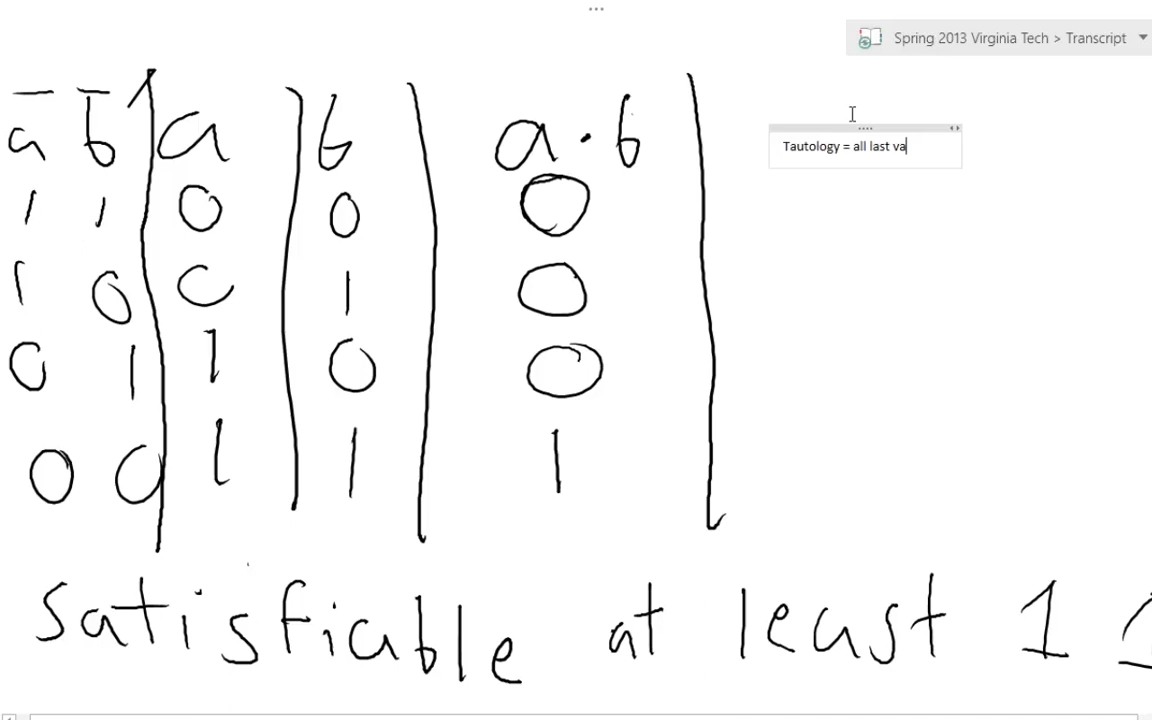 Spring 2013 Virginia Tech > Transcript
a̅ b̅ a b a · b
Tautology = all last va
1 1 0 0 0
1 0 0 1 0
0 1 1 0 0
0 0 1 1 1
satisfiable at least 1